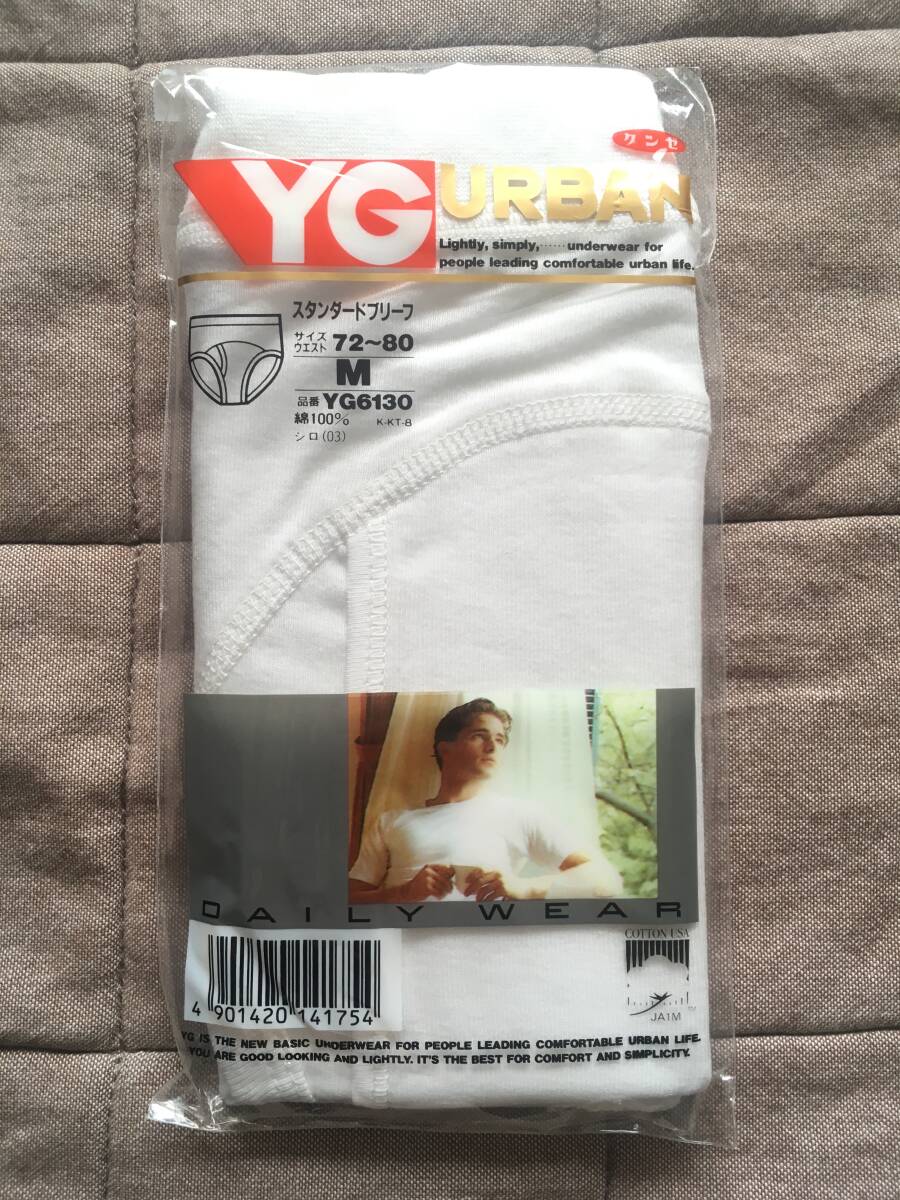 グンゼ
YG URBAN
Lightly, simply,......underwear for
people leading comfortable urban life.
スタンダードブリーフ
サイズ
ウエスト 72~80
M
品番 YG6130
綿100% K-KT-8
シロ(03)
DAILY WEAR
COTTON USA
JA1M
4 901420 141754
YG IS THE NEW BASIC UNDERWEAR FOR PEOPLE LEADING COMFORTABLE URBAN LIFE.
YOU ARE GOOD LOOKING AND LIGHTLY. IT'S THE BEST FOR COMFORT AND SIMPLICITY.